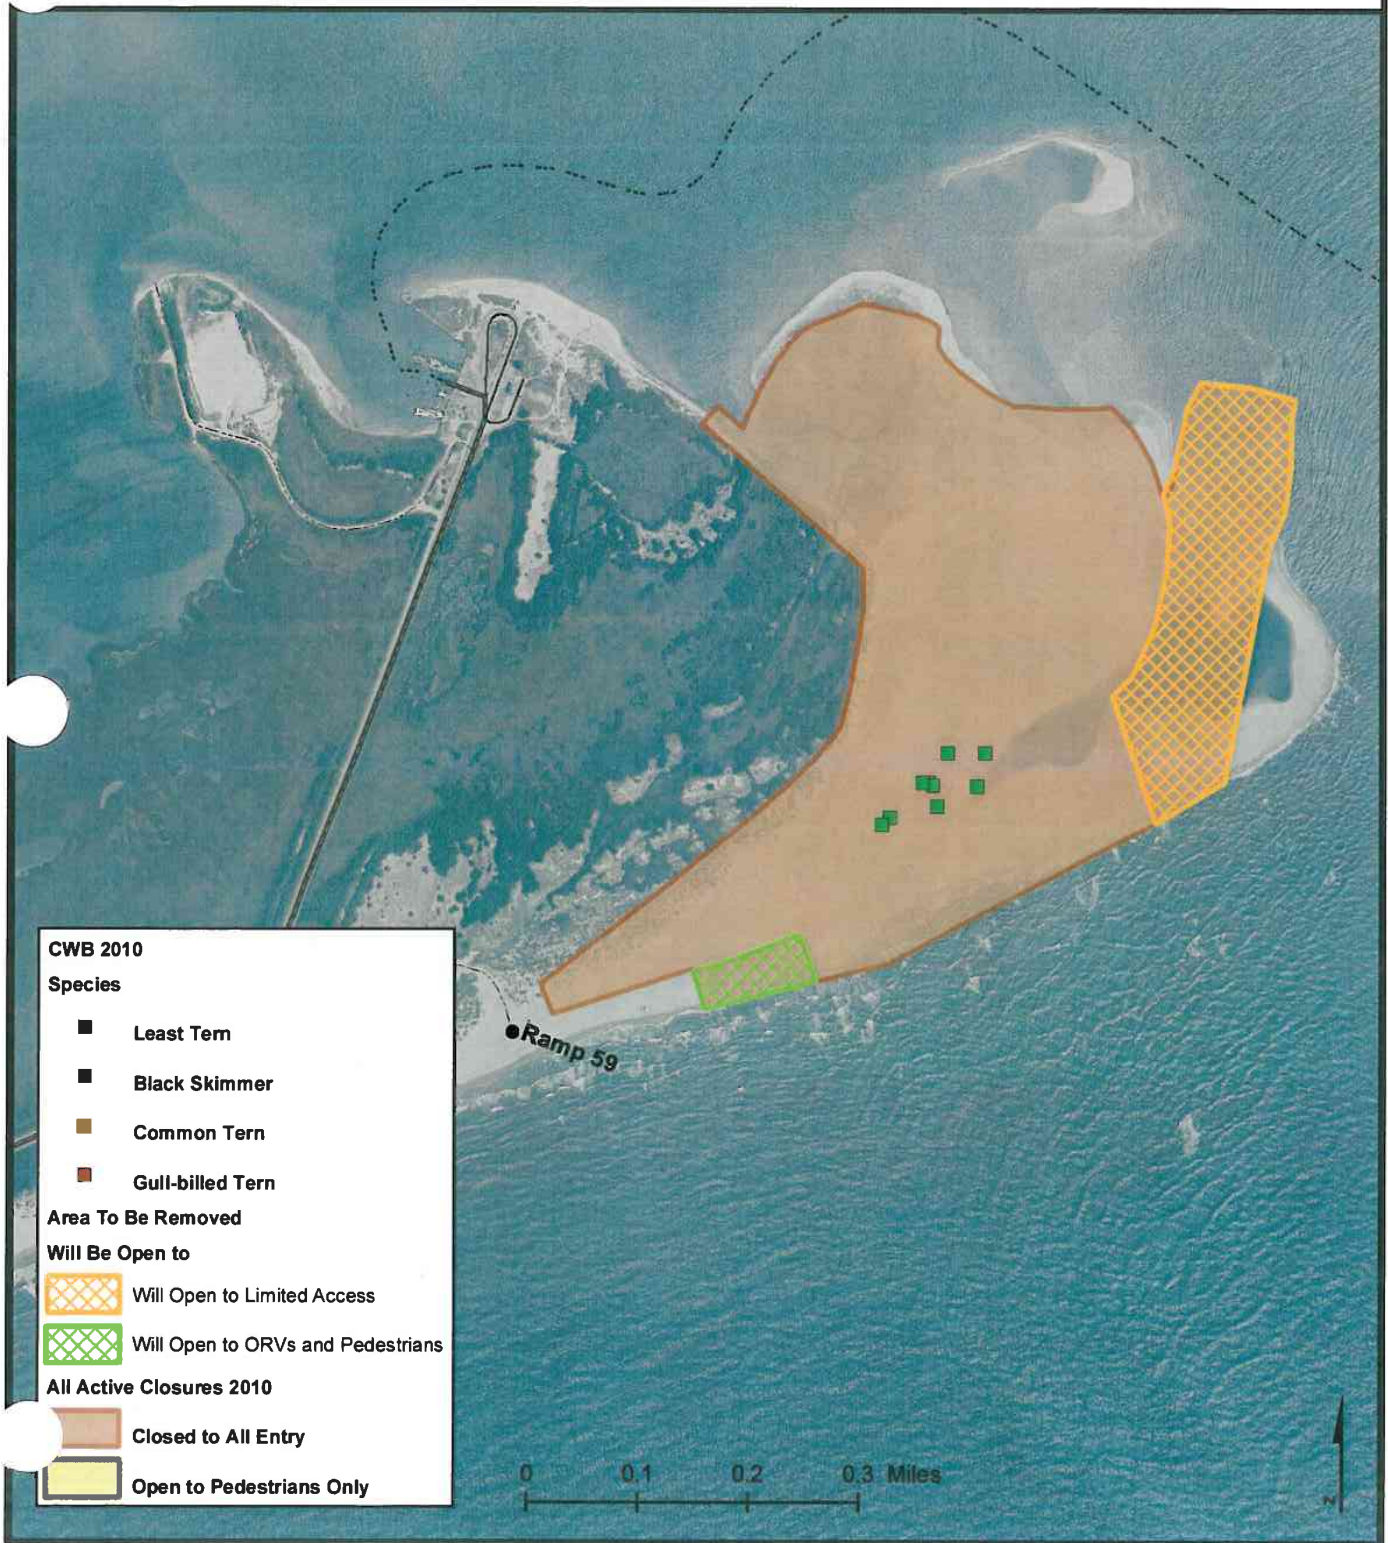 CWB 2010
Species
Least Tern
Black Skimmer
Common Tern
Gull-billed Tern
Area To Be Removed
Will Be Open to
Will Open to Limited Access
Will Open to ORVs and Pedestrians
All Active Closures 2010
Closed to All Entry
Open to Pedestrians Only
Ramp 59
0 0.1 0.2 0.3 Miles
N